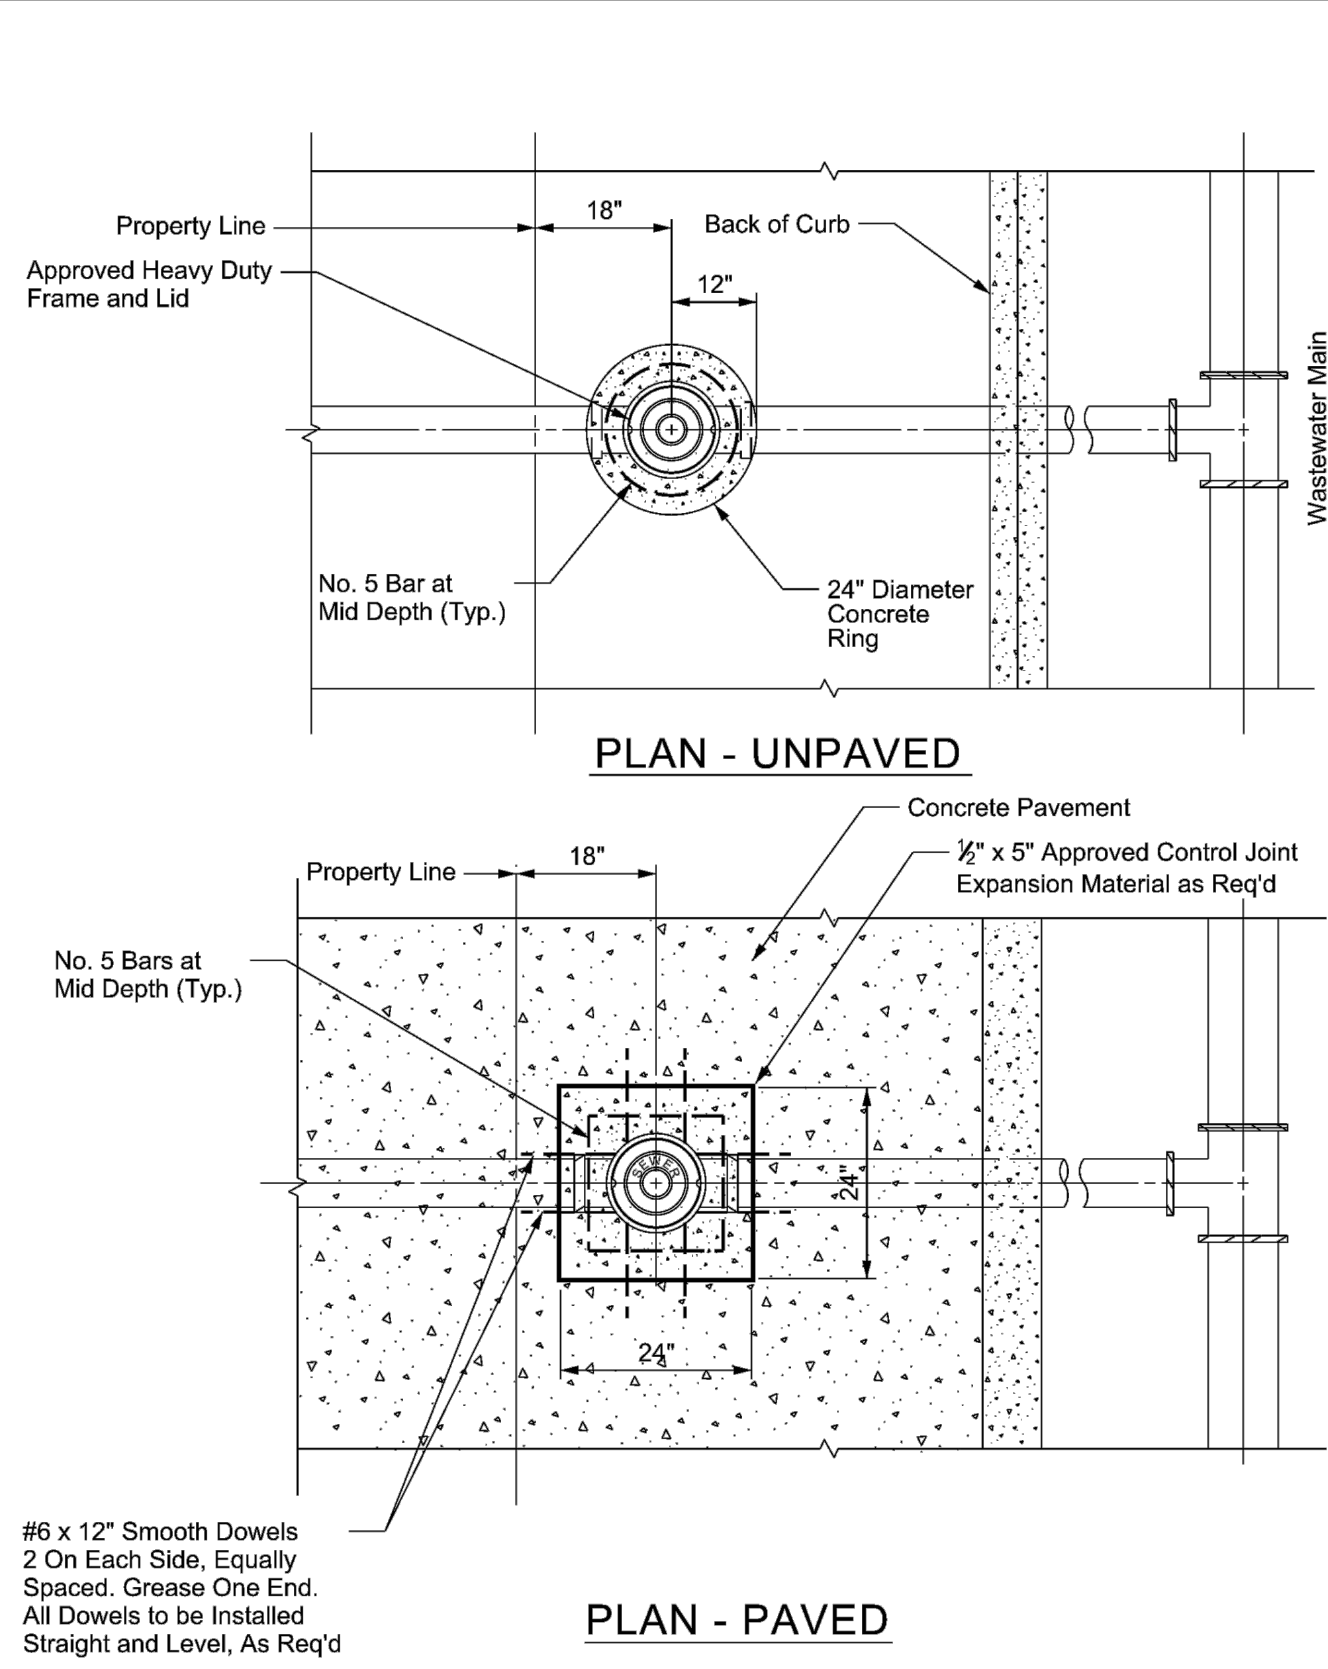 18"
Property Line
Back of Curb
Approved Heavy Duty
Frame and Lid
12"
Wastewater Main
No. 5 Bar at
Mid Depth (Typ.)
24" Diameter
Concrete
Ring
PLAN - UNPAVED
Concrete Pavement
18"
½" x 5" Approved Control Joint
Expansion Material as Req'd
Property Line
No. 5 Bars at
Mid Depth (Typ.)
SEWER
24"
24"
#6 x 12" Smooth Dowels
2 On Each Side, Equally
Spaced. Grease One End.
All Dowels to be Installed
Straight and Level, As Req'd
PLAN - PAVED